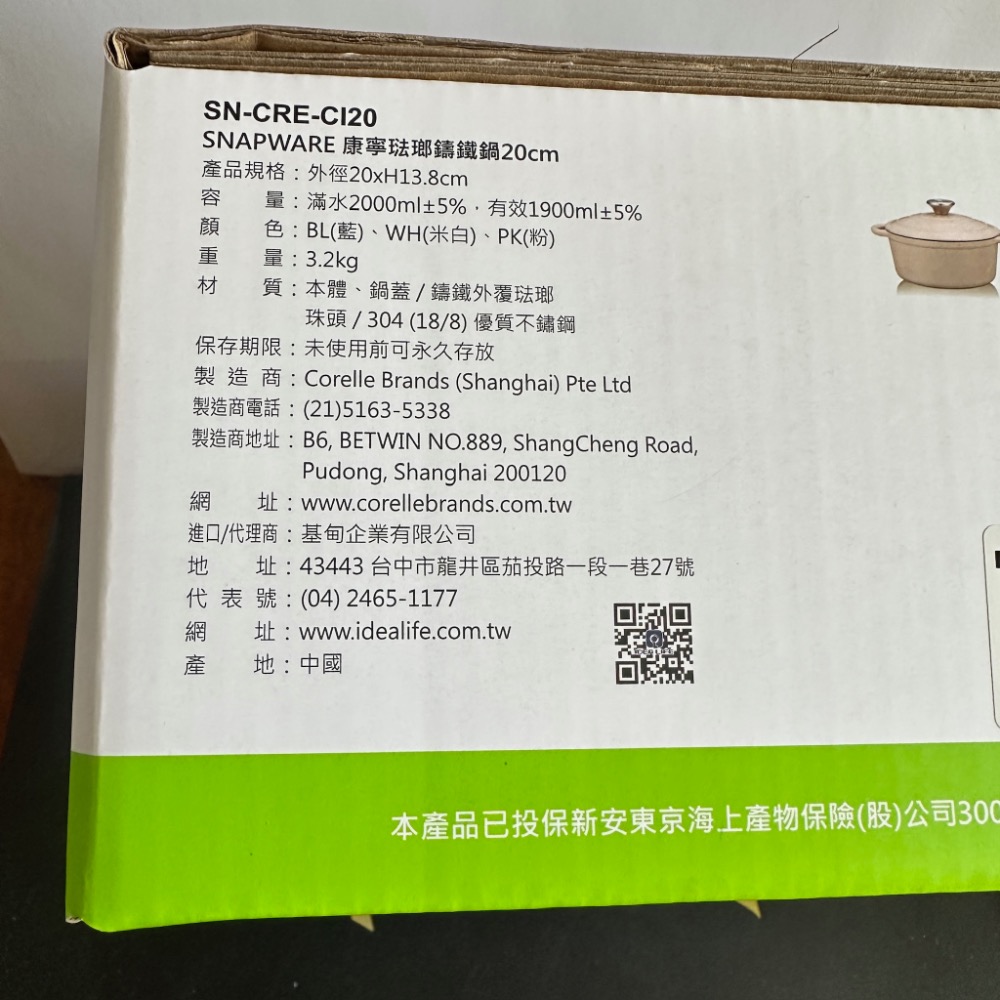 SN-CRE-CI20
SNAPWARE 康寧琺瑯鑄鐵鍋20cm
產品規格：外徑20xH13.8cm
容量：滿水2000ml±5%，有效1900ml±5%
顏色：BL(藍)、WH(米白)、PK(粉)
重量：3.2kg
材質：本體、鍋蓋 / 鑄鐵外覆琺瑯
珠頭 / 304 (18/8) 優質不鏽鋼
保存期限：未使用前可永久存放
製造商：Corelle Brands (Shanghai) Pte Ltd
製造商電話：(21)5163-5338
製造商地址：B6, BETWIN NO.889, ShangCheng Road,
Pudong, Shanghai 200120
網址：www.corellebrands.com.tw
進口/代理商：基甸企業有限公司
地址：43443 台中市龍井區茄投路一段一巷27號
代表號：(04) 2465-1177
網址：www.idealife.com.tw
產地：中國
本產品已投保新安東京海上產物保險(股)公司300